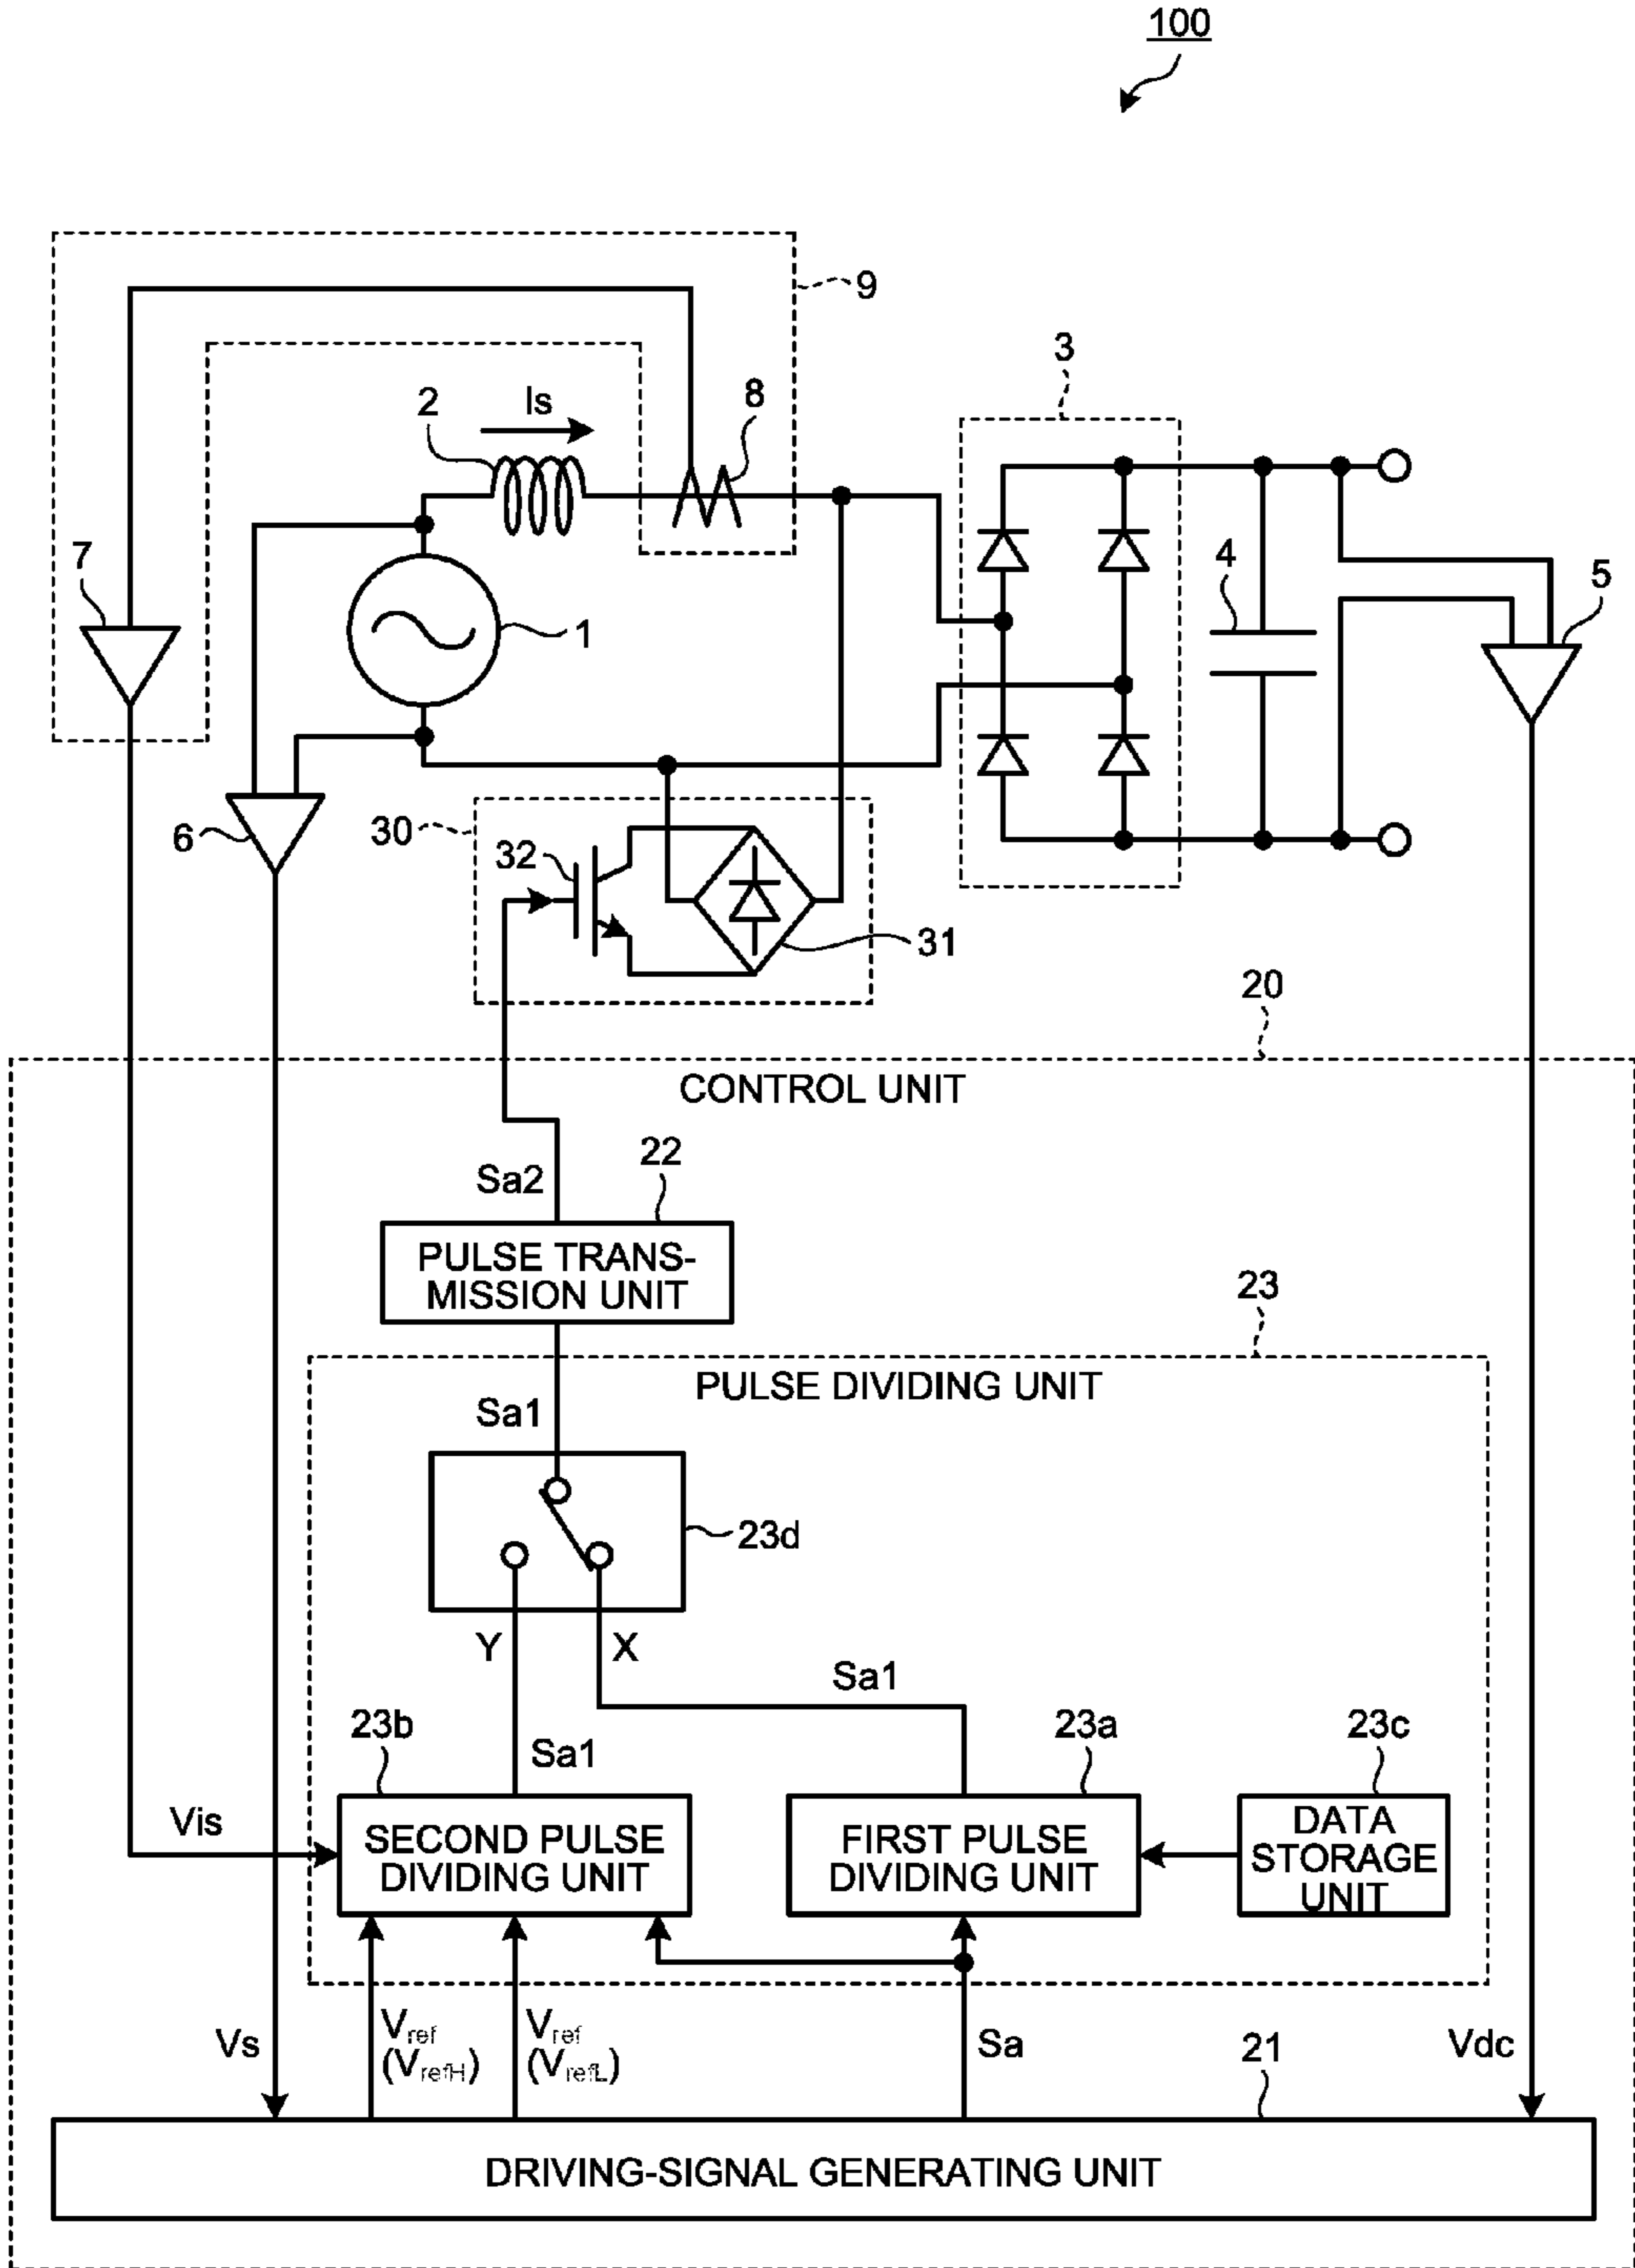 100
9
3
2
Is
8
7
4
5
1
6
30
32
31
20
CONTROL UNIT
22
Sa2
PULSE TRANS-
MISSION UNIT
23
PULSE DIVIDING UNIT
Sa1
23d
Y
X
Sa1
23b
Sa1
23a
23c
Vis
SECOND PULSE
DIVIDING UNIT
FIRST PULSE
DIVIDING UNIT
DATA
STORAGE
UNIT
Vs
Vref
(VrefH)
Vref
(VrefL)
Sa
21
Vdc
DRIVING-SIGNAL GENERATING UNIT